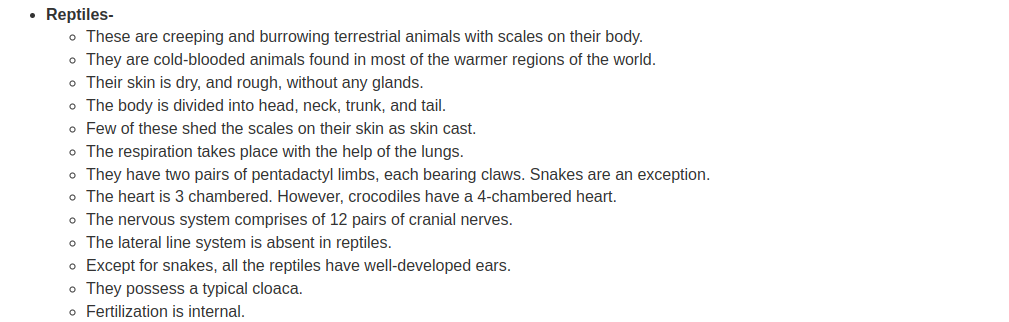 Reptiles-
These are creeping and burrowing terrestrial animals with scales on their body.
They are cold-blooded animals found in most of the warmer regions of the world.
Their skin is dry, and rough, without any glands.
The body is divided into head, neck, trunk, and tail.
Few of these shed the scales on their skin as skin cast.
The respiration takes place with the help of the lungs.
They have two pairs of pentadactyl limbs, each bearing claws. Snakes are an exception.
The heart is 3 chambered. However, crocodiles have a 4-chambered heart.
The nervous system comprises of 12 pairs of cranial nerves.
The lateral line system is absent in reptiles.
Except for snakes, all the reptiles have well-developed ears.
They possess a typical cloaca.
Fertilization is internal.